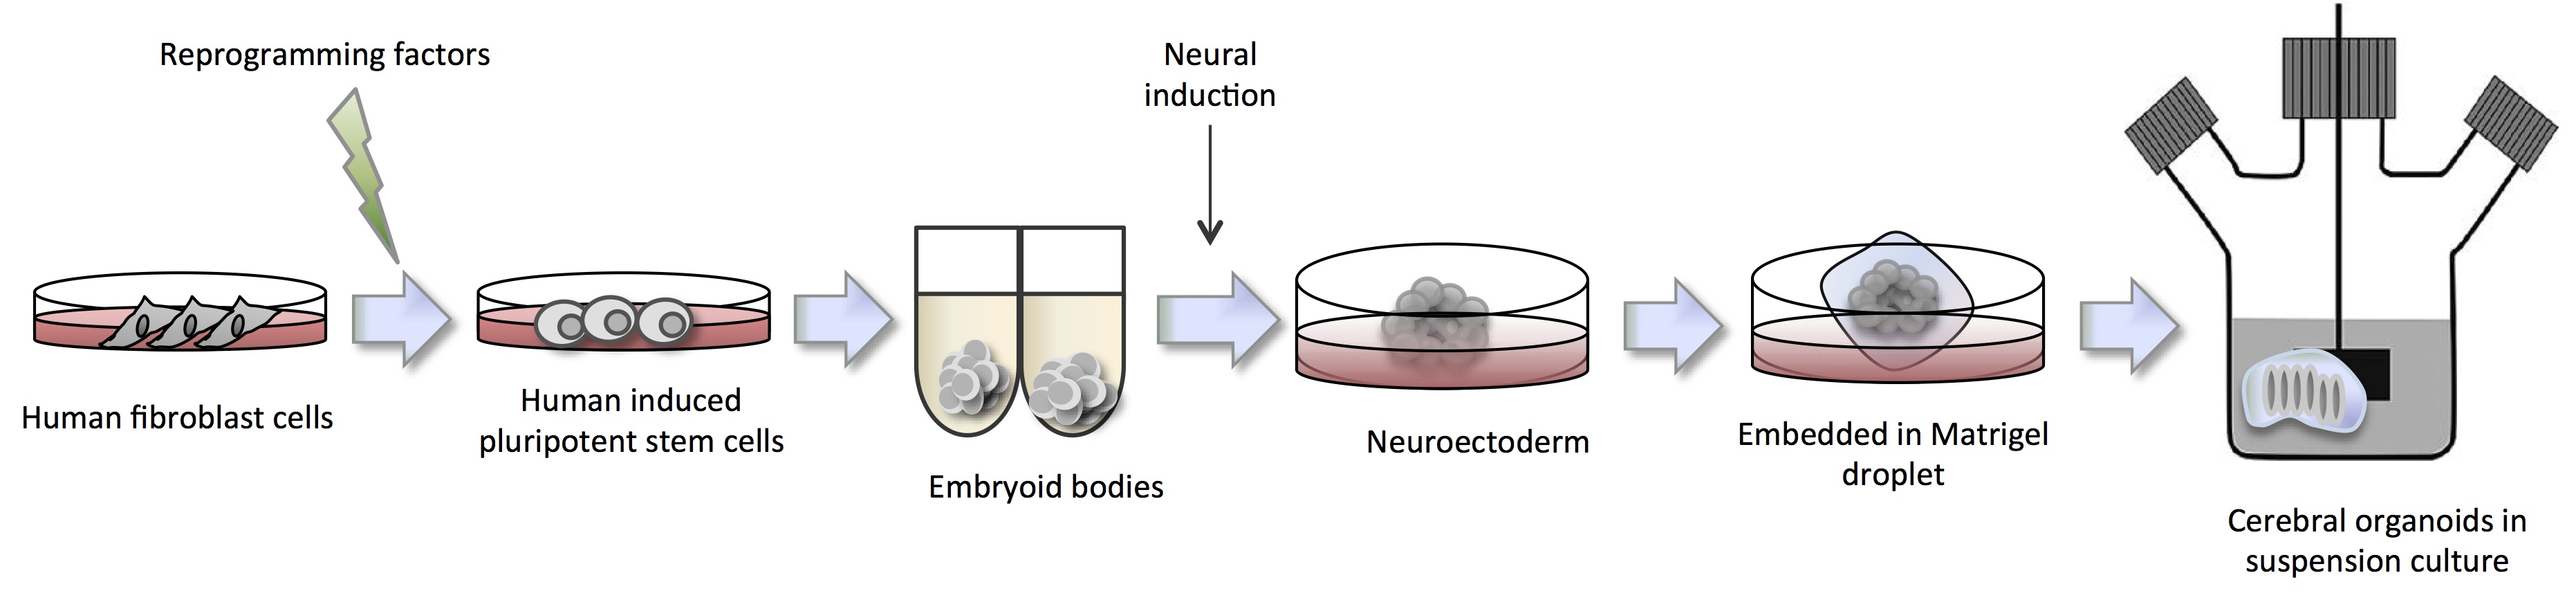 Reprogramming factors
Neural
induction
Human fibroblast cells
Human induced
pluripotent stem cells
Embryoid bodies
Neuroectoderm
Embedded in Matrigel
droplet
Cerebral organoids in
suspension culture